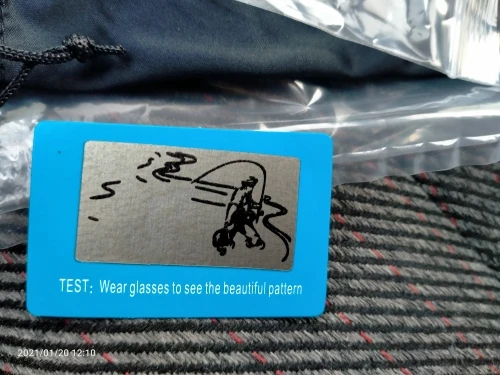 TEST: Wear glasses to see the beautiful pattern
2021/01/20 12:10